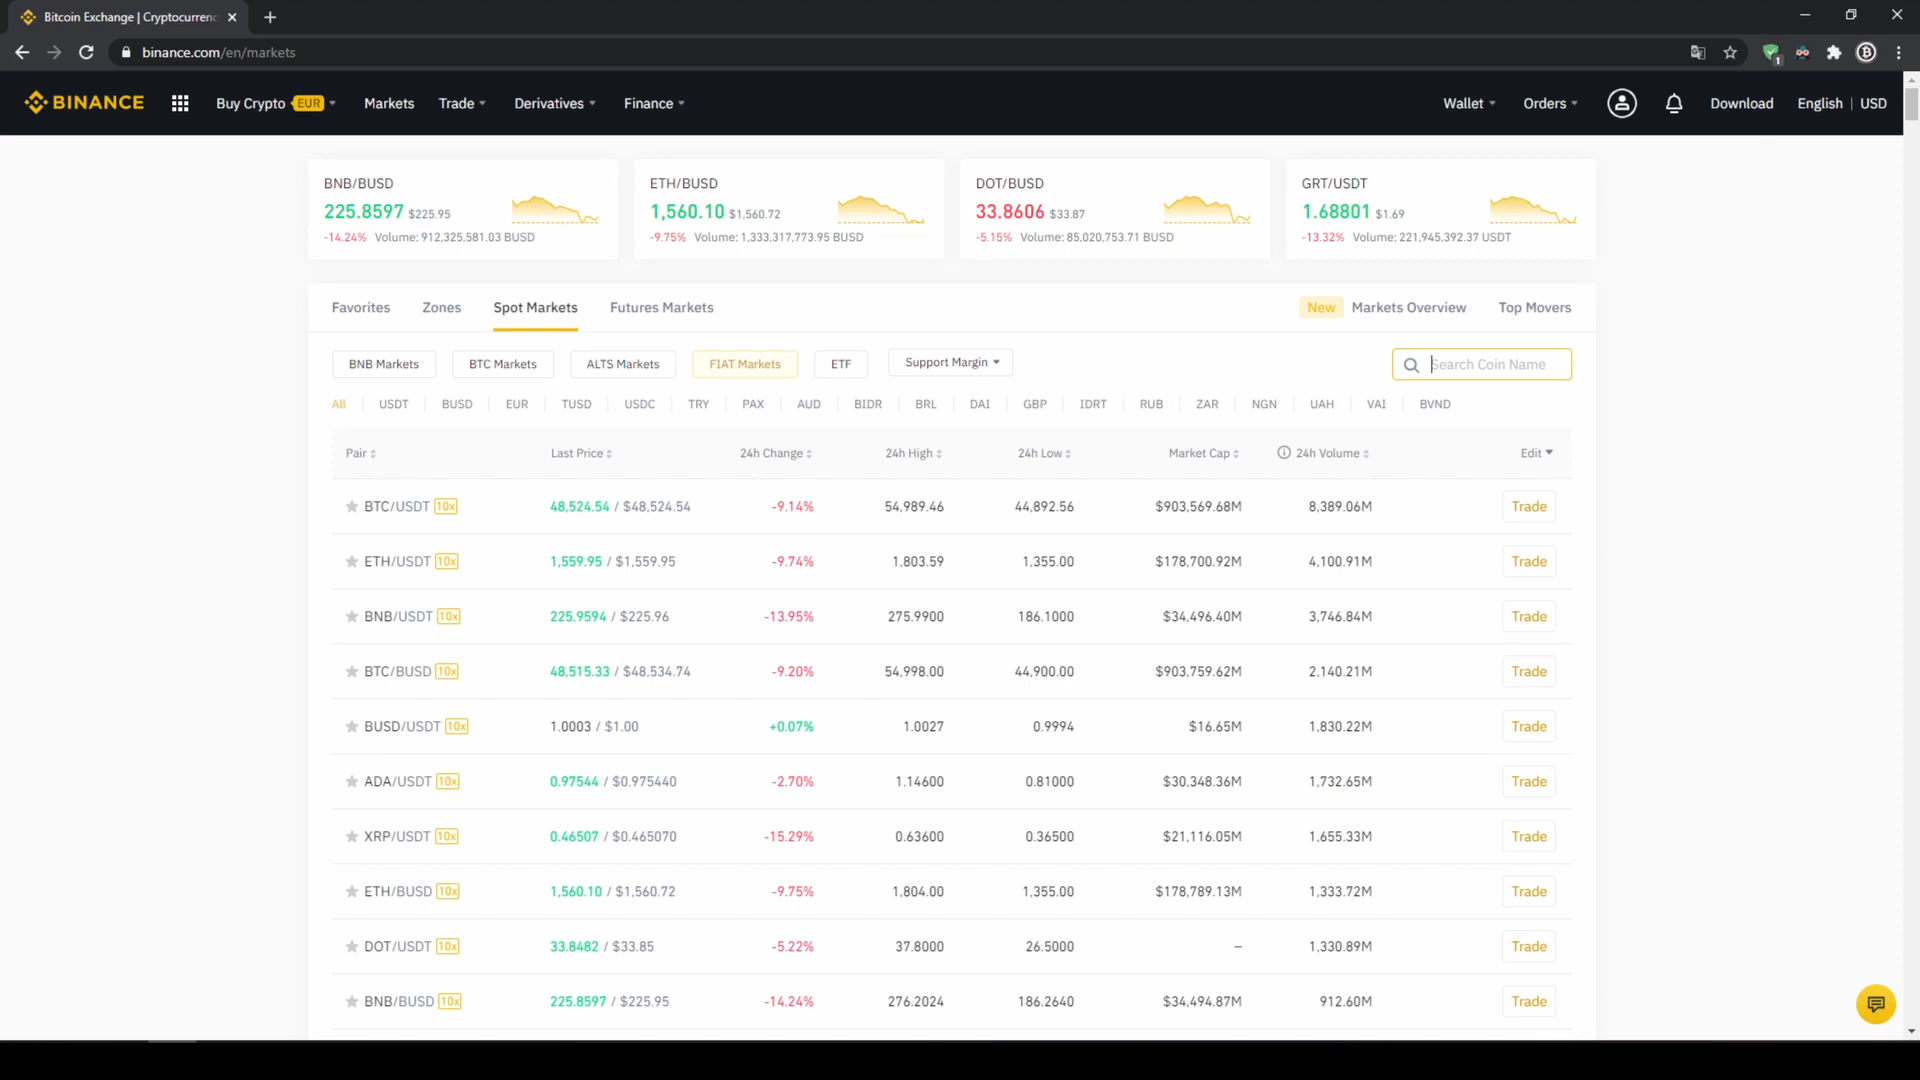 Bitcoin Exchange | Cryptocurrenc
binance.com/en/markets
1
BINANCE Buy Crypto EUR Markets Trade Derivatives Finance Wallet Orders Download English | USD
BNB/BUSD
225.8597 $225.95
-14.24% Volume: 912,325,581.03 BUSD
ETH/BUSD
1,560.10 $1,560.72
-9.75% Volume: 1,333,317,773.95 BUSD
DOT/BUSD
33.8606 $33.87
-5.15% Volume: 85,020,753.71 BUSD
GRT/USDT
1.68801 $1.69
-13.32% Volume: 221,945,392.37 USDT
Favorites Zones Spot Markets Futures Markets New Markets Overview Top Movers
BNB Markets BTC Markets ALTS Markets FIAT Markets ETF Support Margin Search Coin Name
All USDT BUSD EUR TUSD USDC TRY PAX AUD BIDR BRL DAI GBP IDRT RUB ZAR NGN UAH VAI BVND
Pair Last Price 24h Change 24h High 24h Low Market Cap 24h Volume Edit
BTC/USDT 10x 48,524.54 / $48,524.54 -9.14% 54,989.46 44,892.56 $903,569.68M 8,389.06M Trade
ETH/USDT 10x 1,559.95 / $1,559.95 -9.74% 1,803.59 1,355.00 $178,700.92M 4,100.91M Trade
BNB/USDT 10x 225.9594 / $225.96 -13.95% 275.9900 186.1000 $34,496.40M 3,746.84M Trade
BTC/BUSD 10x 48,515.33 / $48,534.74 -9.20% 54,998.00 44,900.00 $903,759.62M 2,140.21M Trade
BUSD/USDT 10x 1.0003 / $1.00 +0.07% 1.0027 0.9994 $16.65M 1,830.22M Trade
ADA/USDT 10x 0.97544 / $0.975440 -2.70% 1.14600 0.81000 $30,348.36M 1,732.65M Trade
XRP/USDT 10x 0.46507 / $0.465070 -15.29% 0.63600 0.36500 $21,116.05M 1,655.33M Trade
ETH/BUSD 10x 1,560.10 / $1,560.72 -9.75% 1,804.00 1,355.00 $178,789.13M 1,333.72M Trade
DOT/USDT 10x 33.8482 / $33.85 -5.22% 37.8000 26.5000 – 1,330.89M Trade
BNB/BUSD 10x 225.8597 / $225.95 -14.24% 276.2024 186.2640 $34,494.87M 912.60M Trade